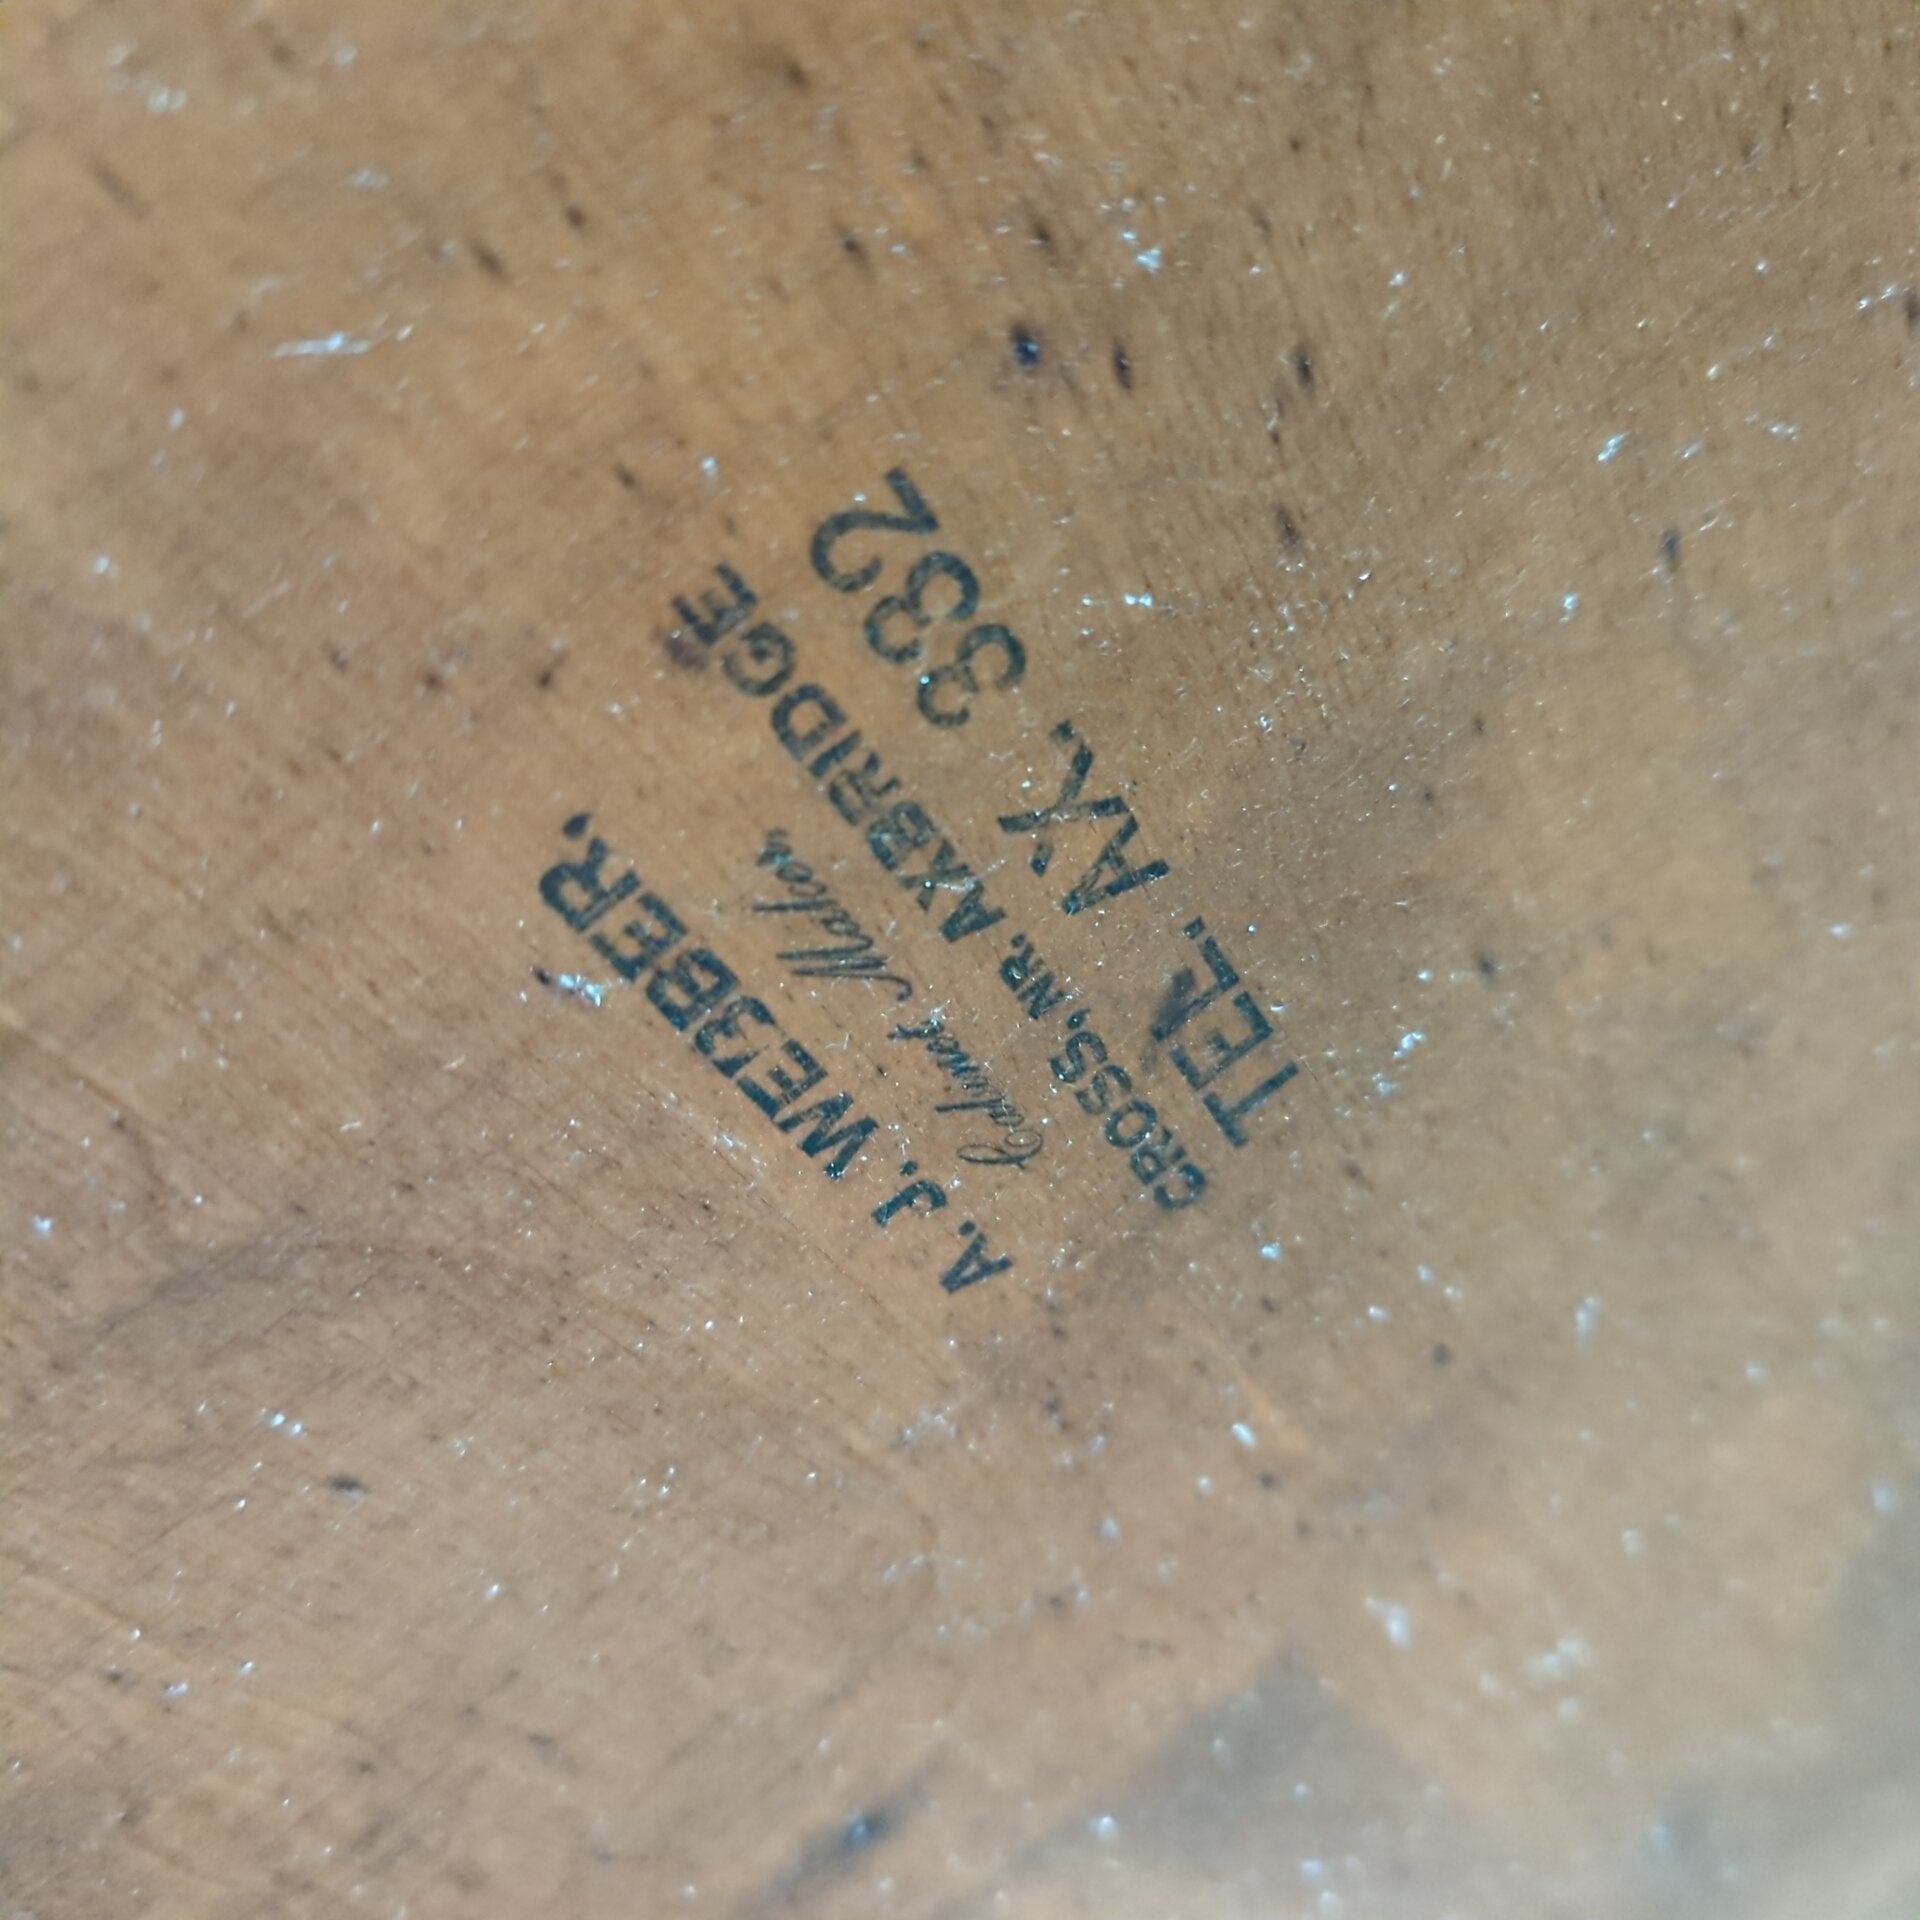 A. J. WEBBER,
Cabinet Maker,
CROSS, NR. AXBRIDGE
TEL. AX. 332